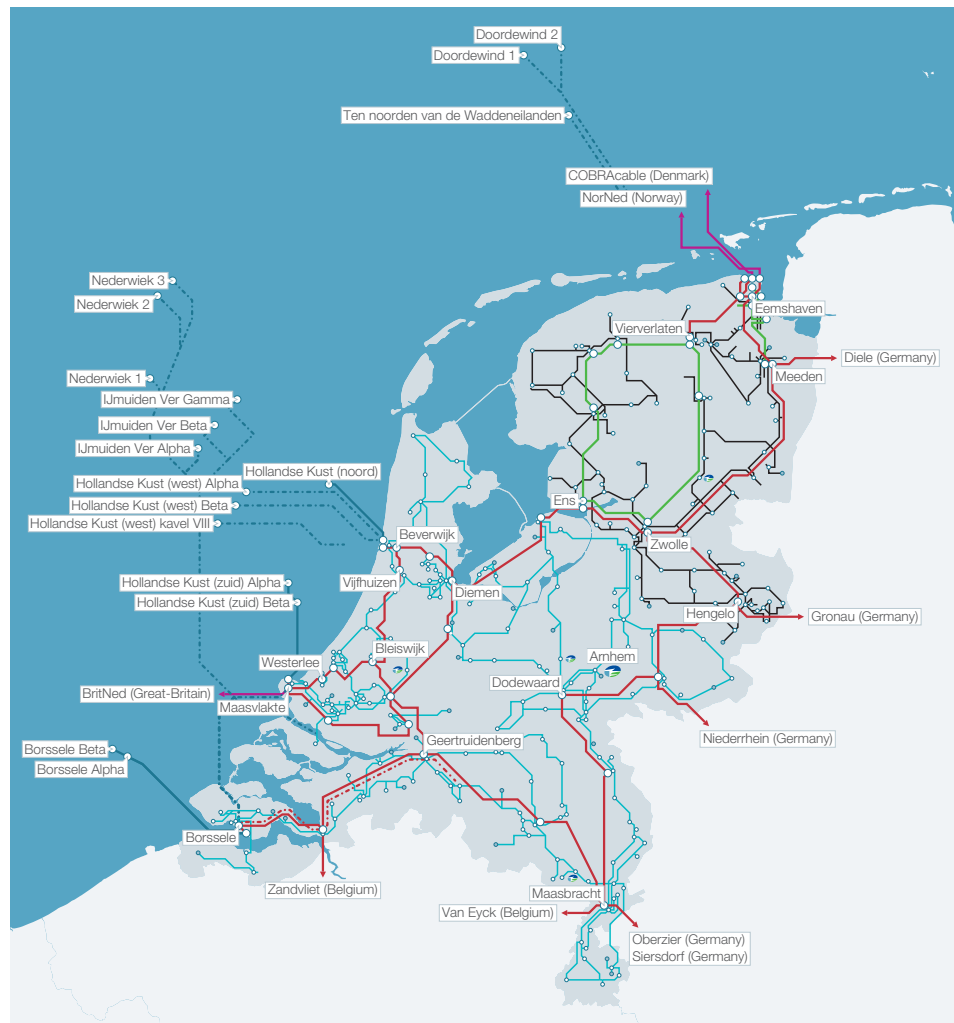 Doordewind 2
Doordewind 1
Ten noorden van de Waddeneilanden
COBRAcable (Denmark)
NorNed (Norway)
Nederwiek 3
Nederwiek 2
Eemshaven
Vierverlaten
Diele (Germany)
Meeden
Nederwiek 1
IJmuiden Ver Gamma
IJmuiden Ver Beta
IJmuiden Ver Alpha
Hollandse Kust (noord)
Hollandse Kust (west) Alpha
Hollandse Kust (west) Beta
Hollandse Kust (west) kavel VIII
Ens
Beverwijk
Zwolle
Vijfhuizen
Hollandse Kust (zuid) Alpha
Diemen
Hollandse Kust (zuid) Beta
Hengelo
Gronau (Germany)
Bleiswijk
Westerlee
Arnhem
Dodewaard
BritNed (Great-Britain)
Maasvlakte
Niederrhein (Germany)
Geertruidenberg
Borssele Beta
Borssele Alpha
Borssele
Zandvliet (Belgium)
Maasbracht
Van Eyck (Belgium)
Oberzier (Germany)
Siersdorf (Germany)